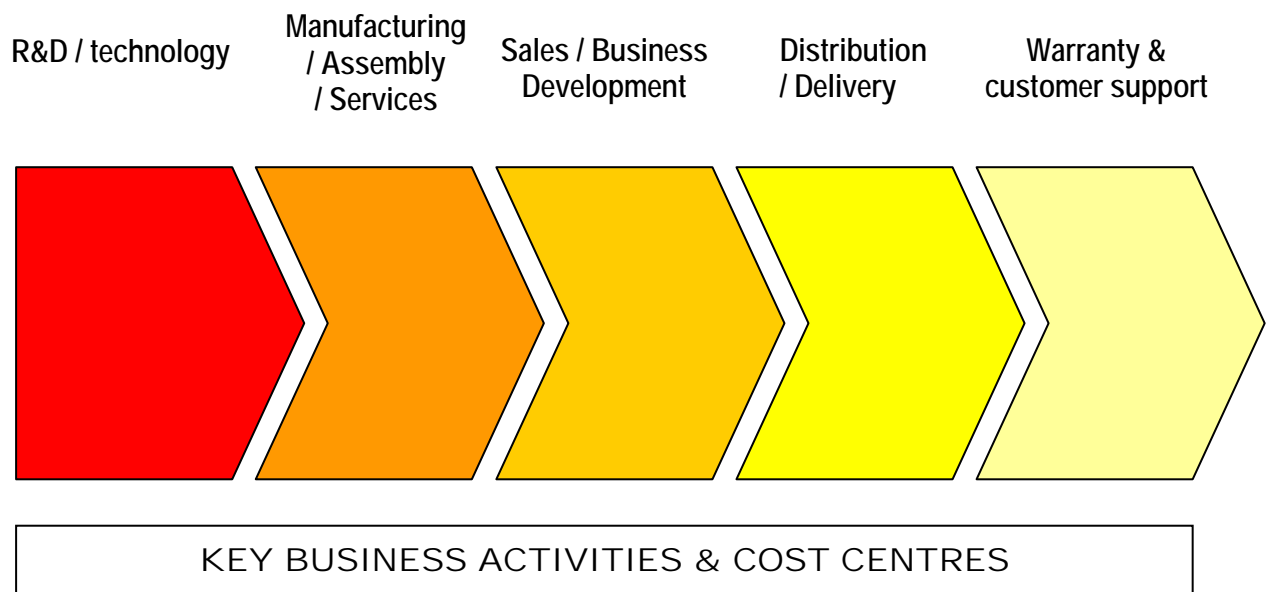 R&D / technology
Manufacturing
/ Assembly
/ Services
Sales / Business
Development
Distribution
/ Delivery
Warranty &
customer support
KEY BUSINESS ACTIVITIES & COST CENTRES